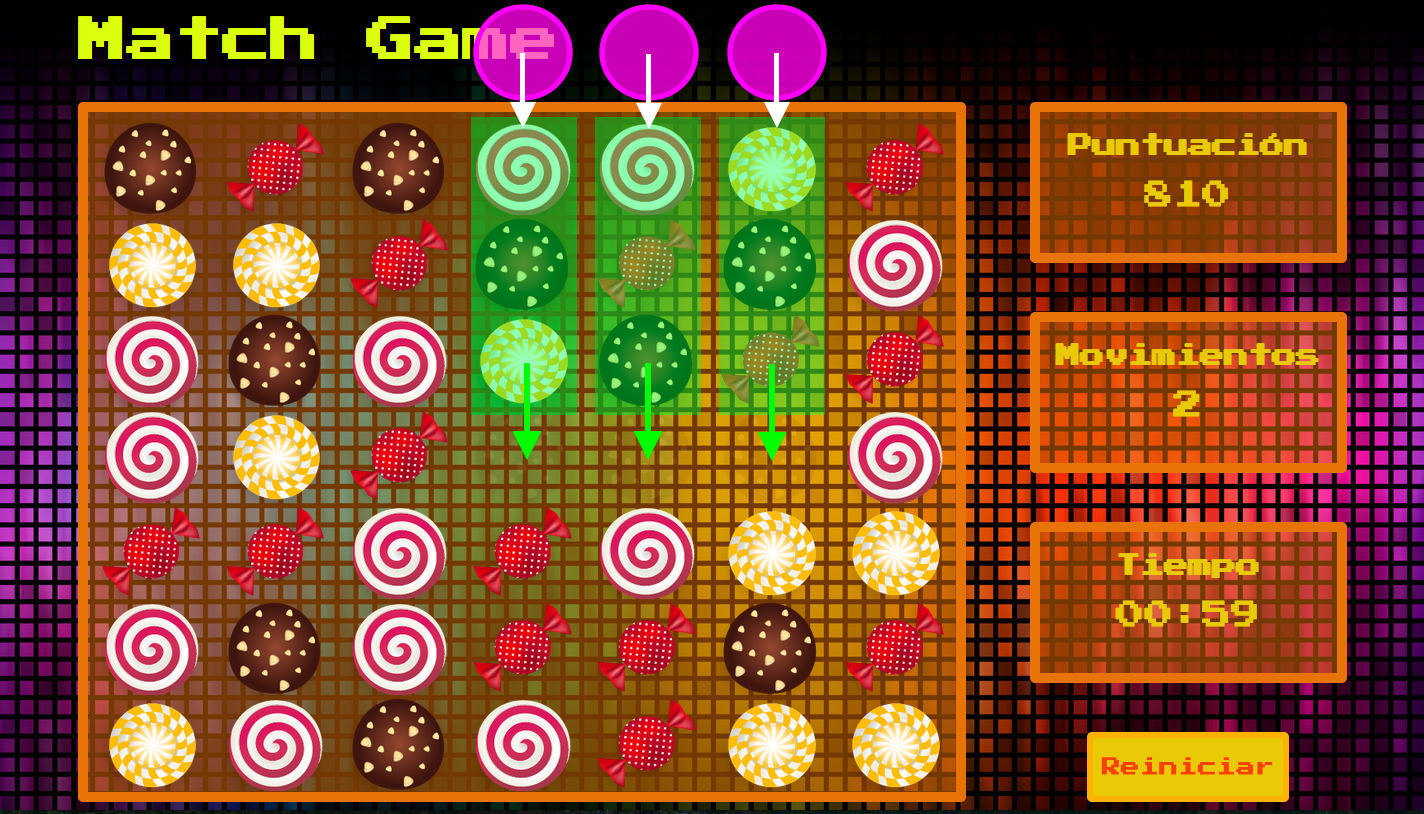 Match Game
Puntuación
810
Movimientos
2
Tiempo
00:59
Reiniciar